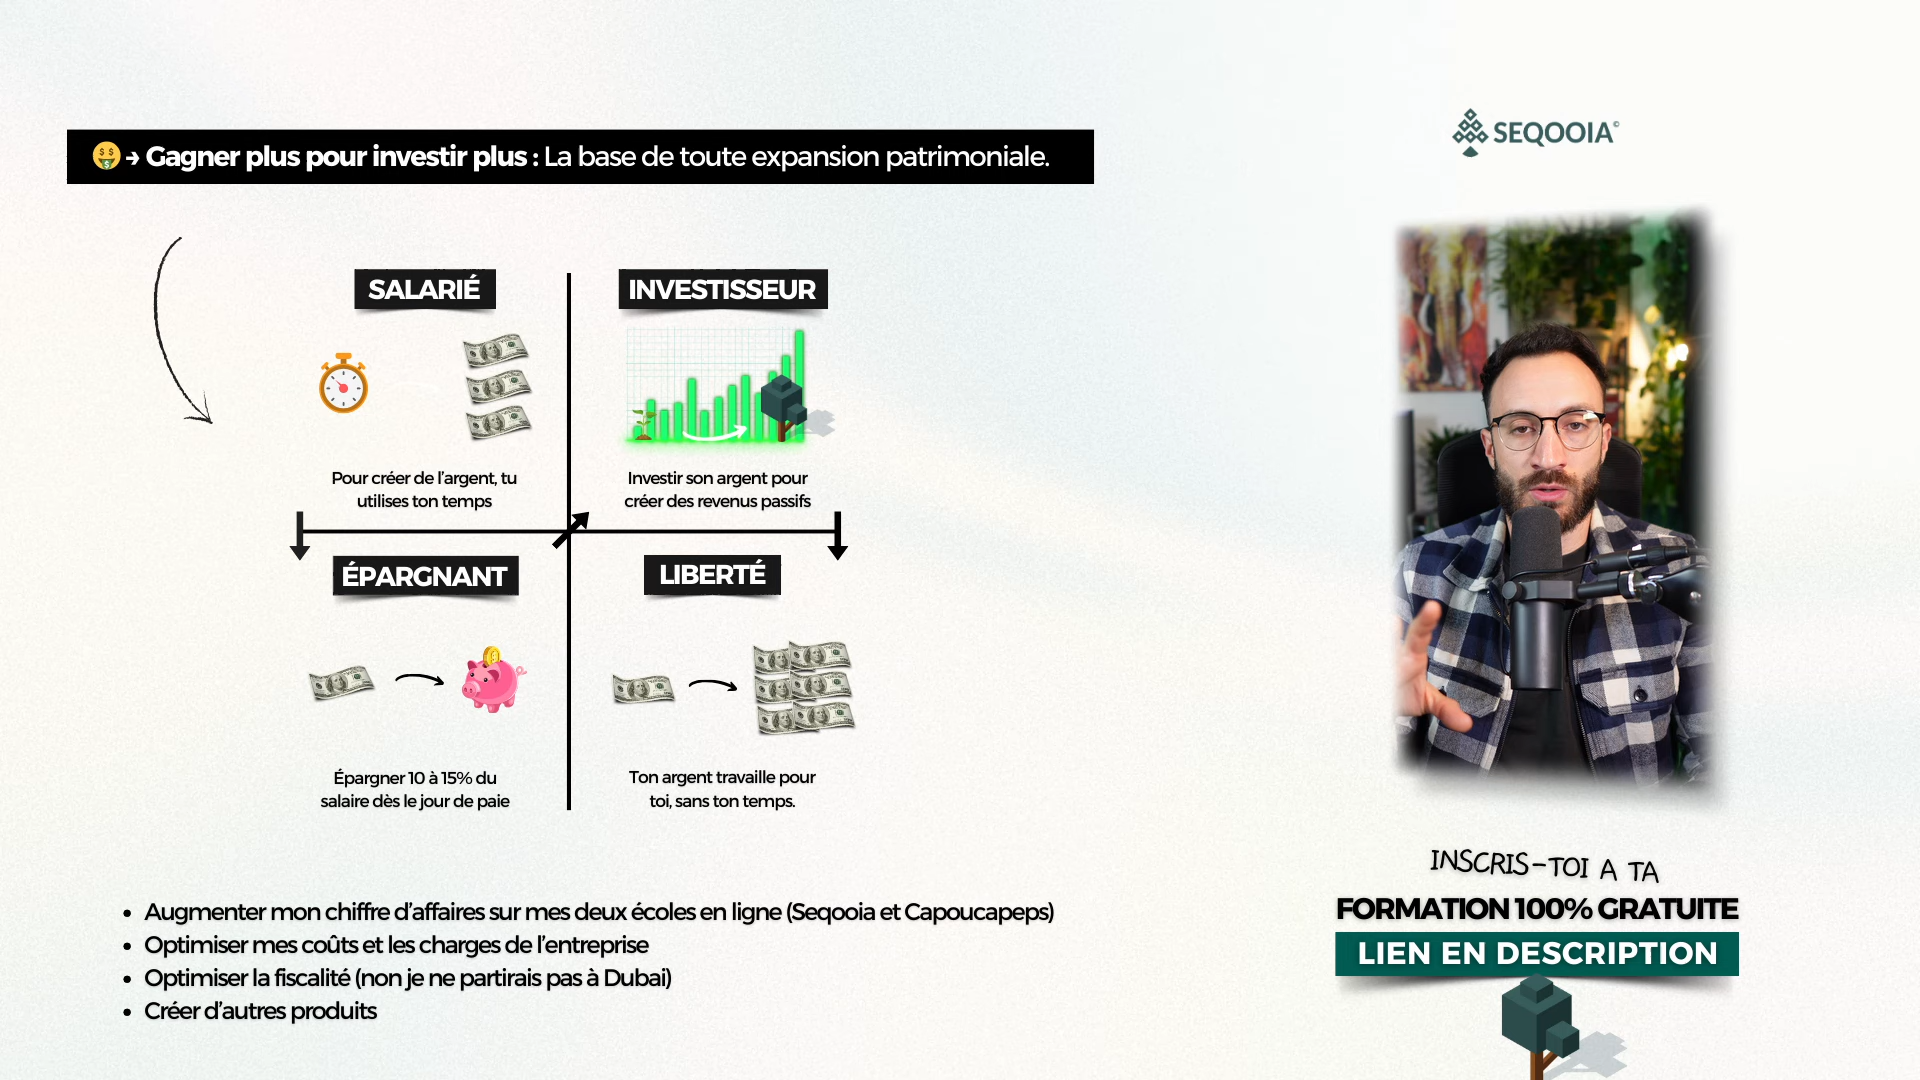 🤑→ Gagner plus pour investir plus : La base de toute expansion patrimoniale.
SALARIÉ
Pour créer de l'argent, tu
utilises ton temps
INVESTISSEUR
Investir son argent pour
créer des revenus passifs
ÉPARGNANT
Épargner 10 à 15% du
salaire dès le jour de paie
LIBERTÉ
Ton argent travaille pour
toi, sans ton temps.
• Augmenter mon chiffre d'affaires sur mes deux écoles en ligne (Seqooia et Capoucapeps)
• Optimiser mes coûts et les charges de l'entreprise
• Optimiser la fiscalité (non je ne partirais pas à Dubai)
• Créer d'autres produits
SEQOOIA©
INSCRIS-TOI A TA
FORMATION 100% GRATUITE
LIEN EN DESCRIPTION